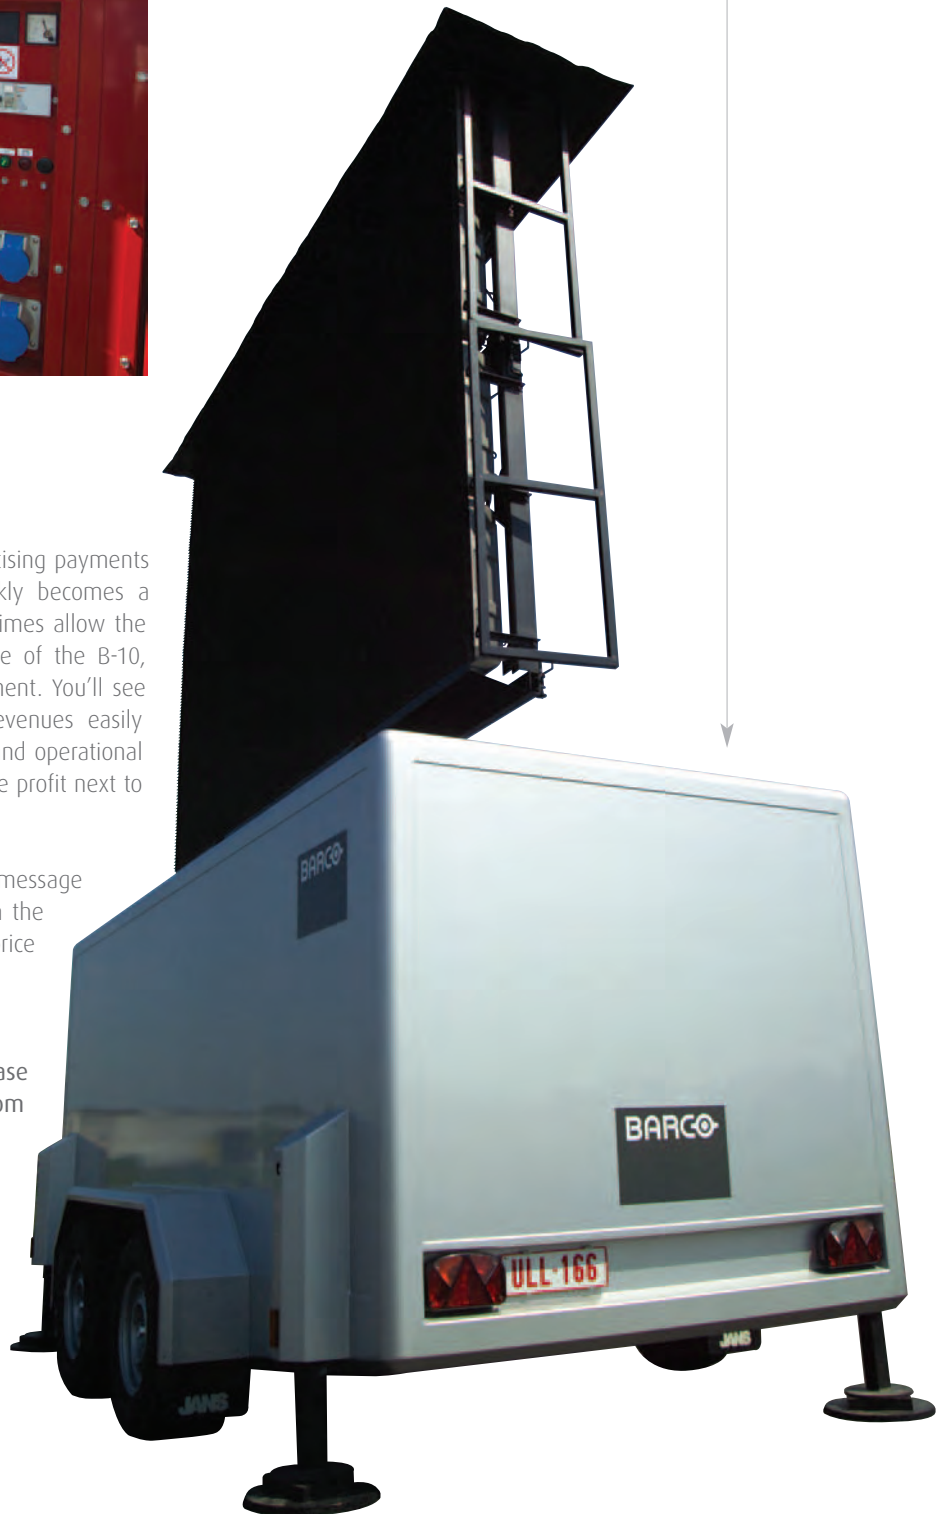 ising payments
kly becomes a
imes allow the
e of the B-10,
nent. You'll see
evenues easily
nd operational
e profit next to
message
n the
rice
ase
om
BARCO
BARCO
ULL-166
JANS
JANS